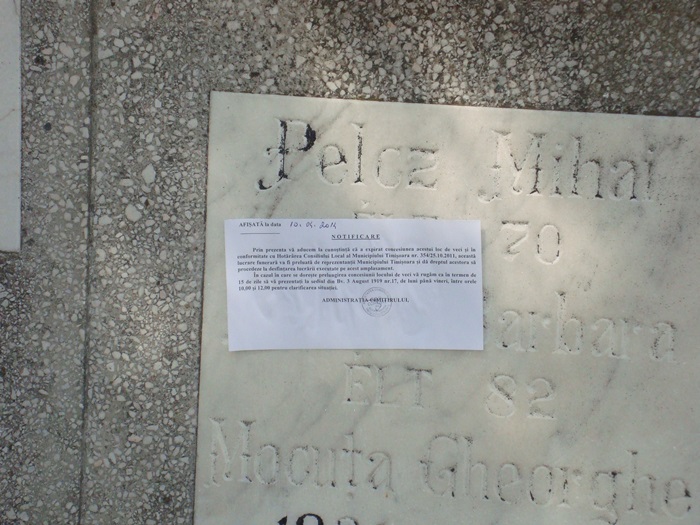 Pelcz Mihai
70
AFIŞATĂ la data 10.04.2014
NOTIFICARE
Prin prezenta vă aducem la cunoştinţă că a expirat concesiunea acestui loc de veci şi în
conformitate cu Hotărârea Consiliului Local al Municipiului Timişoara nr. 354/25.10.2011, această
lucrare funerară va fi preluată de reprezentanţii Municipiului Timişoara şi dă dreptul acestora să
procedeze la desfiinţarea lucrării executate pe acest amplasament.
În cazul în care se doreşte prelungirea concesiunii locului de veci vă rugăm ca în termen de
15 de zile să vă prezentaţi la sediul din Bv. 3 August 1919 nr.17, de luni până vineri, între orele
10,00 şi 12,00 pentru clarificarea situaţiei.
ADMINISTRAŢIA CIMITIRULUI
Barbara
ELT 82
Mocuţa Gheorghe